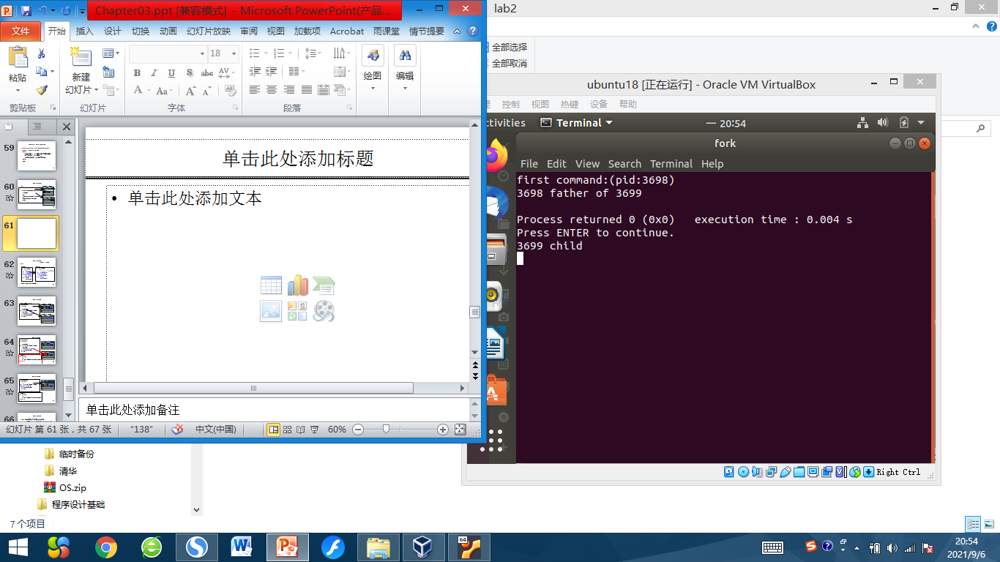 Chapter03.ppt [兼容模式] - Microsoft PowerPoint(产品...
文件 开始 插入 设计 切换 动画 幻灯片放映 审阅 视图 加载项 Acrobat 雨课堂 情节提要
粘贴
剪贴板
新建
幻灯片
幻灯片
18
B I U S abc AV
A Aa A A
字体
段落
绘图
编辑
59
60
61
62
63
64
65
66
单击此处添加标题
• 单击此处添加文本
单击此处添加备注
幻灯片 第 61 张，共 67 张 “138” 中文(中国) 60%
临时备份
清华
OS.zip
程序设计基础
7 个项目
lab2
全部选择
全部取消
ubuntu18 [正在运行] - Oracle VM VirtualBox
控制 视图 热键 设备 帮助
ctivities Terminal — 20:54
fork
File Edit View Search Terminal Help
first command:(pid:3698)
3698 father of 3699
Process returned 0 (0x0) execution time : 0.004 s
Press ENTER to continue.
3699 child
Right Ctrl
64
20:54
2021/9/6